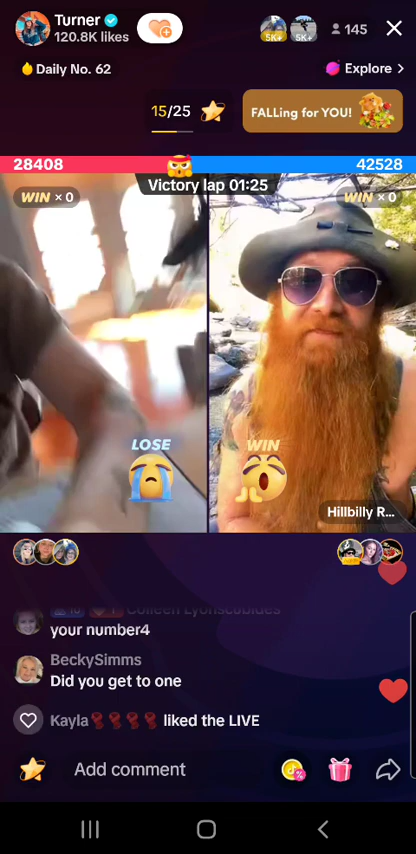 Turner
120.8K likes
5K+ 5K+
145
Daily No. 62
Explore >
15/25
FALLing for YOU!
28408
42528
Victory lap 01:25
WIN × 0
WIN × 0
LOSE
WIN
Hillbilly R...
your number4
BeckySimms
Did you get to one
Kayla liked the LIVE
Add comment